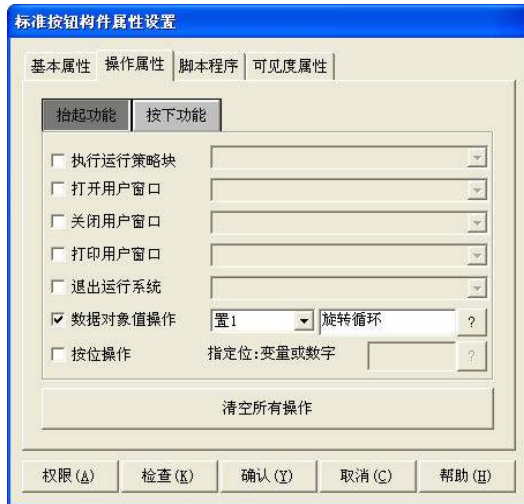 标准按钮构件属性设置
基本属性 操作属性 脚本程序 可见度属性
抬起功能 按下功能
执行运行策略块
打开用户窗口
关闭用户窗口
打印用户窗口
退出运行系统
数据对象值操作 置1 旋转循环 ?
按位操作 指定位:变量或数字 ?
清空所有操作
权限(A) 检查(K) 确认(Y) 取消(C) 帮助(H)